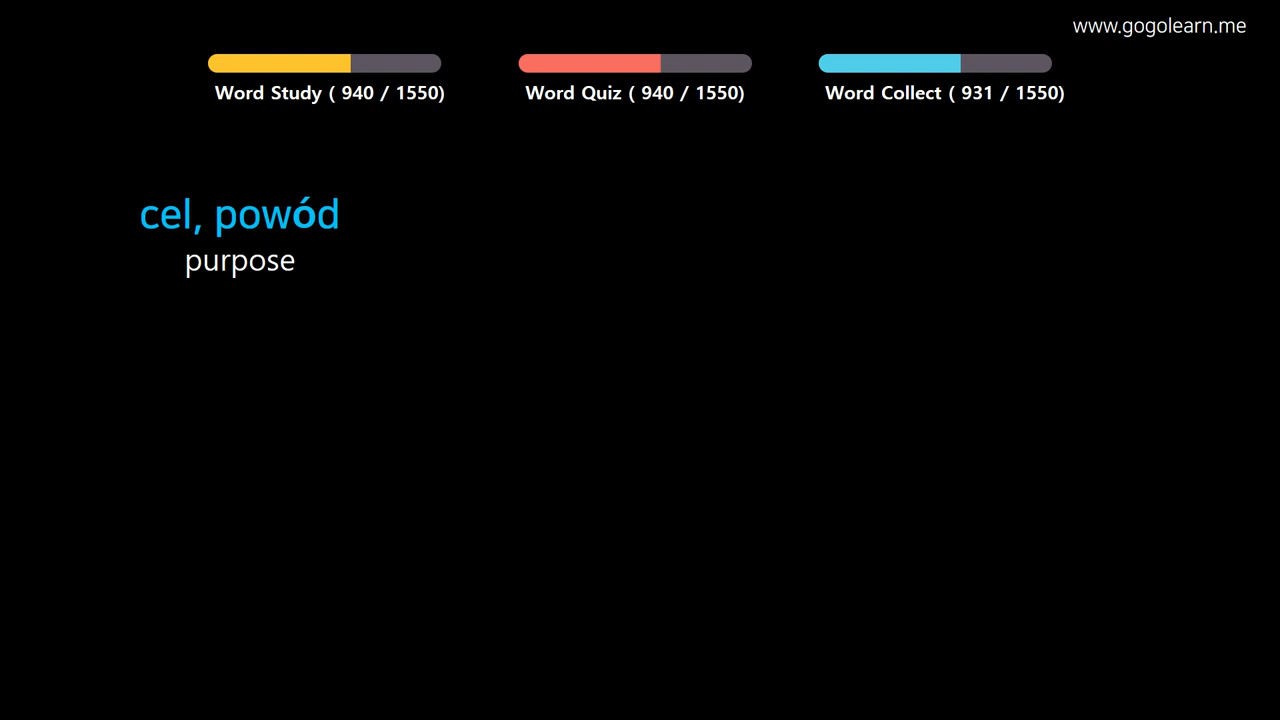 www.gogolearn.me
Word Study ( 940 / 1550)
Word Quiz ( 940 / 1550)
Word Collect ( 931 / 1550)
cel, powód
purpose